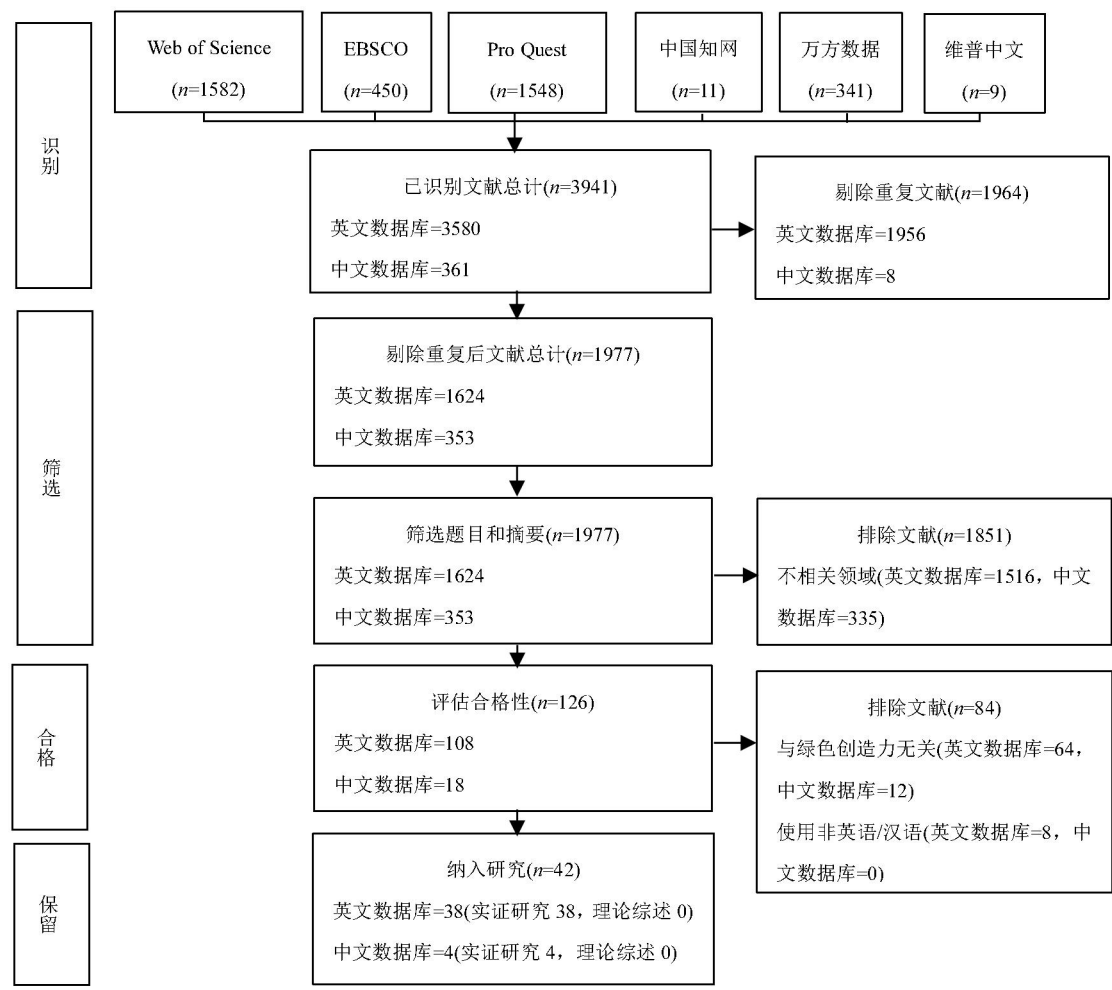 Web of Science
(n=1582)
EBSCO
(n=450)
Pro Quest
(n=1548)
中国知网
(n=11)
万方数据
(n=341)
维普中文
(n=9)
识别
已识别文献总计(n=3941)
英文数据库=3580
中文数据库=361
剔除重复文献(n=1964)
英文数据库=1956
中文数据库=8
筛选
剔除重复后文献总计(n=1977)
英文数据库=1624
中文数据库=353
筛选题目和摘要(n=1977)
英文数据库=1624
中文数据库=353
排除文献(n=1851)
不相关领域(英文数据库=1516，中文
数据库=335)
合格
评估合格性(n=126)
英文数据库=108
中文数据库=18
排除文献(n=84)
与绿色创造力无关(英文数据库=64，
中文数据库=12)
使用非英语/汉语(英文数据库=8，中
文数据库=0)
保留
纳入研究(n=42)
英文数据库=38(实证研究 38，理论综述 0)
中文数据库=4(实证研究 4，理论综述 0)